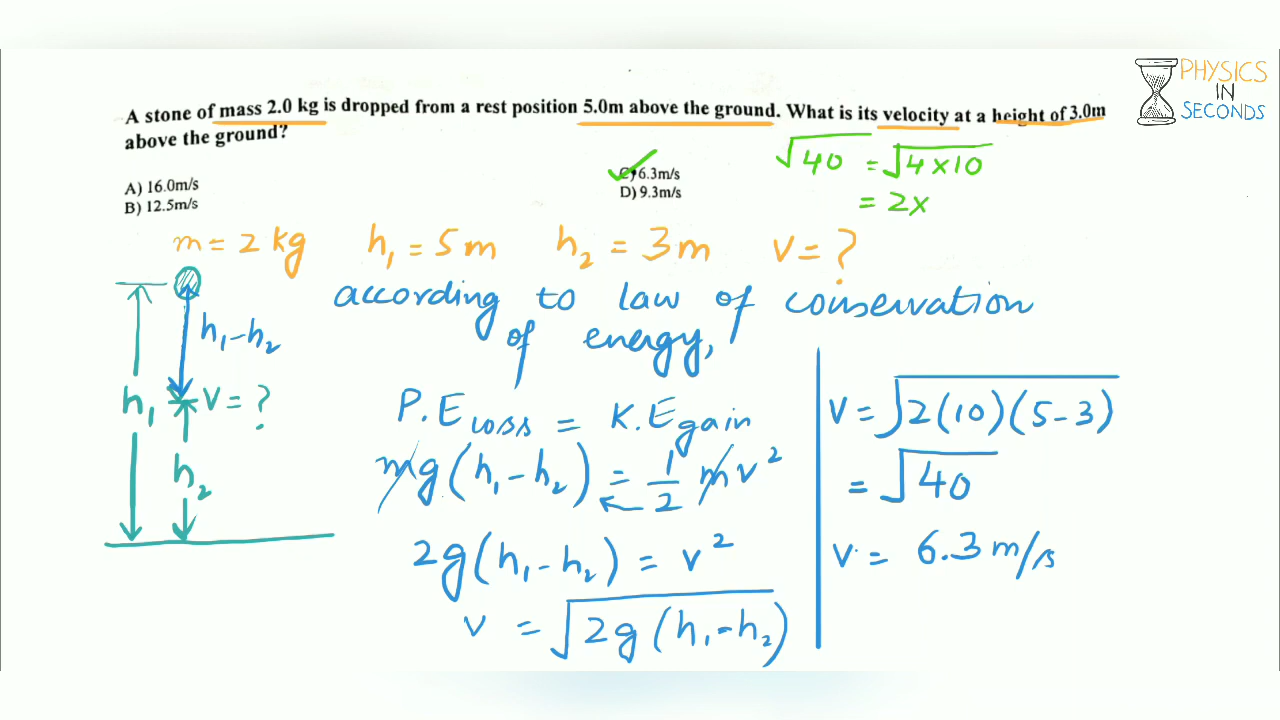 PHYSICS
IN
SECONDS
A stone of mass 2.0 kg is dropped from a rest position 5.0m above the ground. What is its velocity at a height of 3.0m
above the ground?
A) 16.0m/s
B) 12.5m/s
C) 6.3m/s
D) 9.3m/s
√40 = √4×10
= 2×
m = 2 kg h₁ = 5m h₂ = 3m v = ?
according to law of conservation
of energy,
h₁-h₂
h₁
v = ?
h₂
P.E loss = K.E gain
mg(h₁-h₂) = 1/2 mv²
2g(h₁-h₂) = v²
v = √2g(h₁-h₂)
v = √2(10)(5-3)
= √40
v = 6.3 m/s